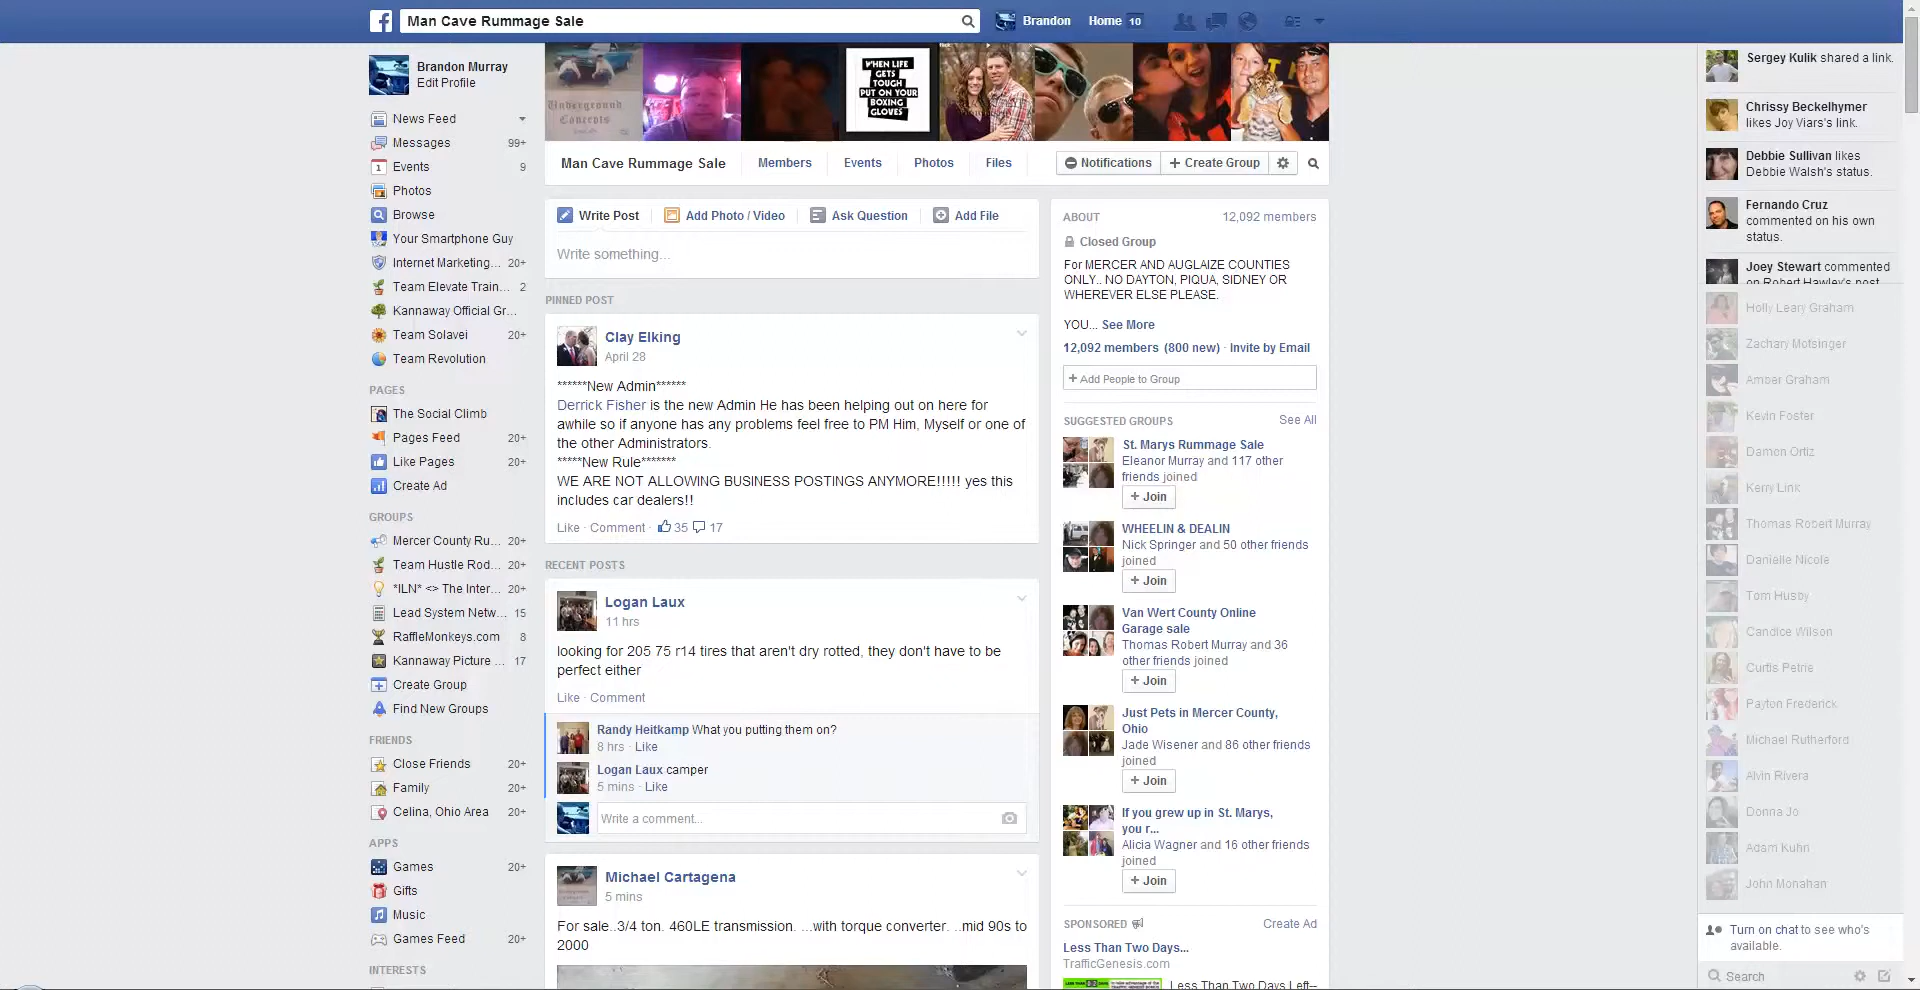 Man Cave Rummage Sale
Brandon
Home 10
Brandon Murray
Edit Profile
News Feed
Messages 99+
Events 9
Photos
Browse
Your Smartphone Guy
Internet Marketing... 20+
Team Elevate Train... 2
Kannaway Official Gr...
Team Solavei 20+
Team Revolution
PAGES
The Social Climb
Pages Feed 20+
Like Pages 20+
Create Ad
GROUPS
Mercer County Ru... 20+
Team Hustle Rod... 20+
*ILN* <> The Inter... 20+
Lead System Netw... 15
RaffleMonkeys.com 8
Kannaway Picture ... 17
Create Group
Find New Groups
FRIENDS
Close Friends 20+
Family 20+
Celina, Ohio Area 20+
APPS
Games 20+
Gifts
Music
Games Feed 20+
INTERESTS
Underground
Concepts
WHEN LIFE
GETS
TOUGH
PUT ON YOUR
BOXING
GLOVES
Man Cave Rummage Sale
Members
Events
Photos
Files
Notifications
+ Create Group
Write Post
Add Photo / Video
Ask Question
Add File
Write something...
PINNED POST
Clay Elking
April 28
******New Admin******
Derrick Fisher is the new Admin He has been helping out on here for
awhile so if anyone has any problems feel free to PM Him, Myself or one of
the other Administrators.
*****New Rule*******
WE ARE NOT ALLOWING BUSINESS POSTINGS ANYMORE!!!!! yes this
includes car dealers!!
Like · Comment · 35 17
RECENT POSTS
Logan Laux
11 hrs
looking for 205 75 r14 tires that aren't dry rotted, they don't have to be
perfect either
Like · Comment
Randy Heitkamp What you putting them on?
8 hrs · Like
Logan Laux camper
5 mins · Like
Write a comment...
Michael Cartagena
5 mins
For sale..3/4 ton. 460LE transmission. ...with torque converter. ..mid 90s to
2000
ABOUT 12,092 members
Closed Group
For MERCER AND AUGLAIZE COUNTIES
ONLY.. NO DAYTON, PIQUA, SIDNEY OR
WHEREVER ELSE PLEASE.
YOU... See More
12,092 members (800 new) · Invite by Email
+ Add People to Group
SUGGESTED GROUPS See All
St. Marys Rummage Sale
Eleanor Murray and 117 other
friends joined
+ Join
WHEELIN & DEALIN
Nick Springer and 50 other friends
joined
+ Join
Van Wert County Online
Garage sale
Thomas Robert Murray and 36
other friends joined
+ Join
Just Pets in Mercer County,
Ohio
Jade Wisener and 86 other friends
joined
+ Join
If you grew up in St. Marys,
you r...
Alicia Wagner and 16 other friends
joined
+ Join
SPONSORED Create Ad
Less Than Two Days...
TrafficGenesis.com
Less Than Two Days Left--
Sergey Kulik shared a link.
Chrissy Beckelhymer
likes Joy Viars's link.
Debbie Sullivan likes
Debbie Walsh's status.
Fernando Cruz
commented on his own
status.
Joey Stewart commented
on Robert Hawley's post
Holly Leary Graham
Zachary Motsinger
Amber Graham
Kevin Foster
Damon Ortiz
Kerry Link
Thomas Robert Murray
Danielle Nicole
Tom Husby
Candice Wilson
Curtis Petrie
Payton Frederick
Michael Rutherford
Alvin Rivera
Donna Jo
Adam Kuhn
John Monahan
Turn on chat to see who's
available.
Search